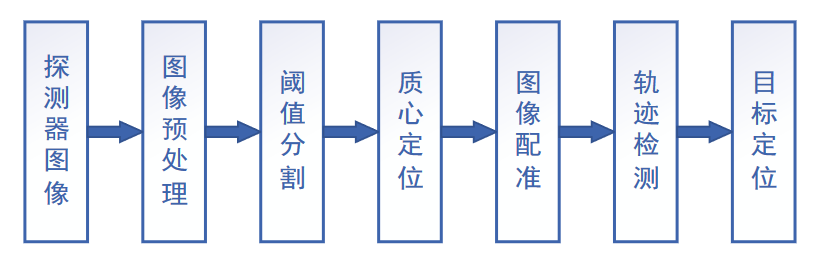 探测器图像
图像预处理
阈值分割
质心定位
图像配准
轨迹检测
目标定位